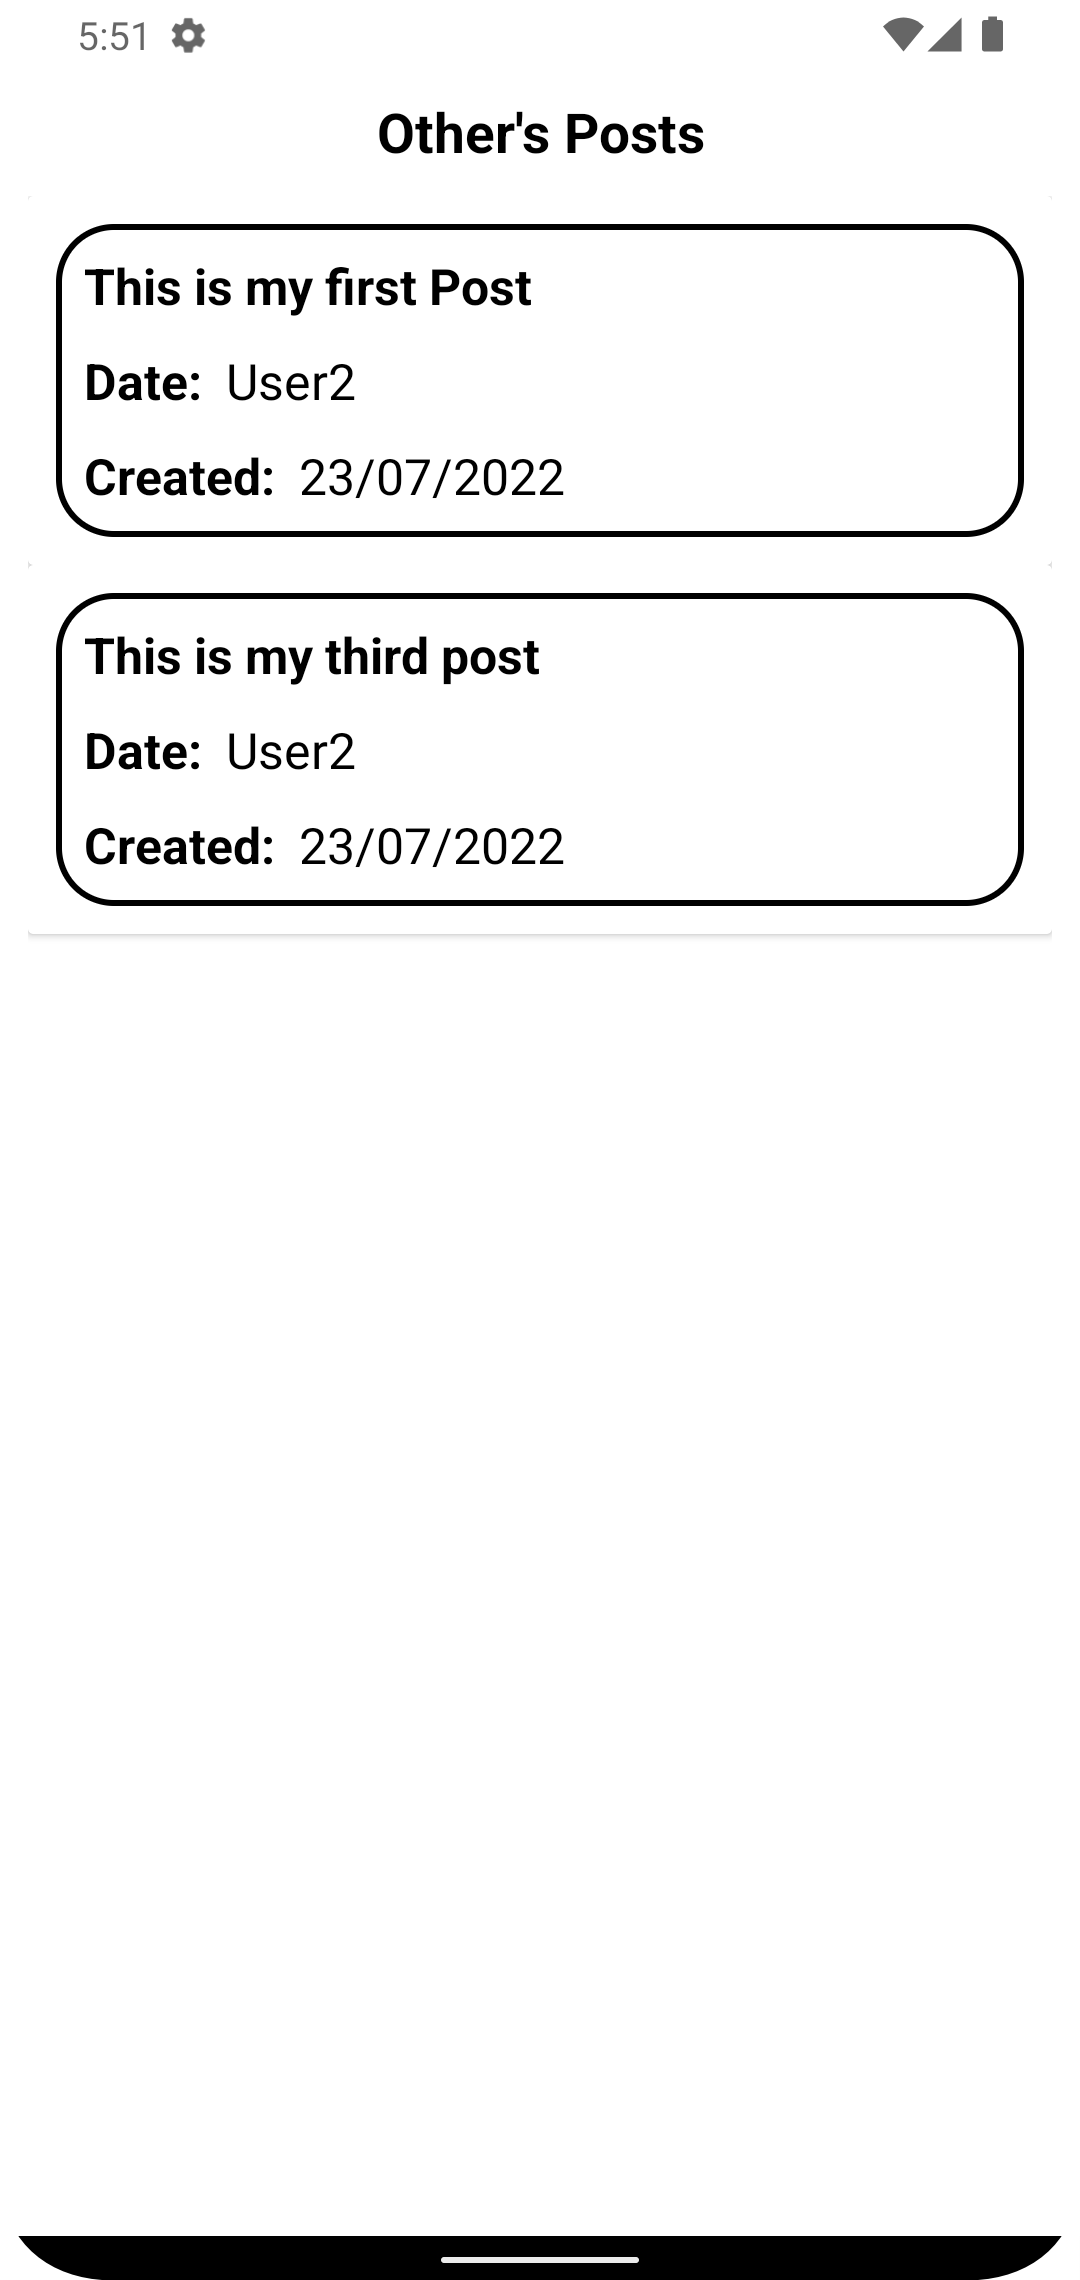 5:51
Other's Posts
This is my first Post
Date: User2
Created: 23/07/2022
This is my third post
Date: User2
Created: 23/07/2022